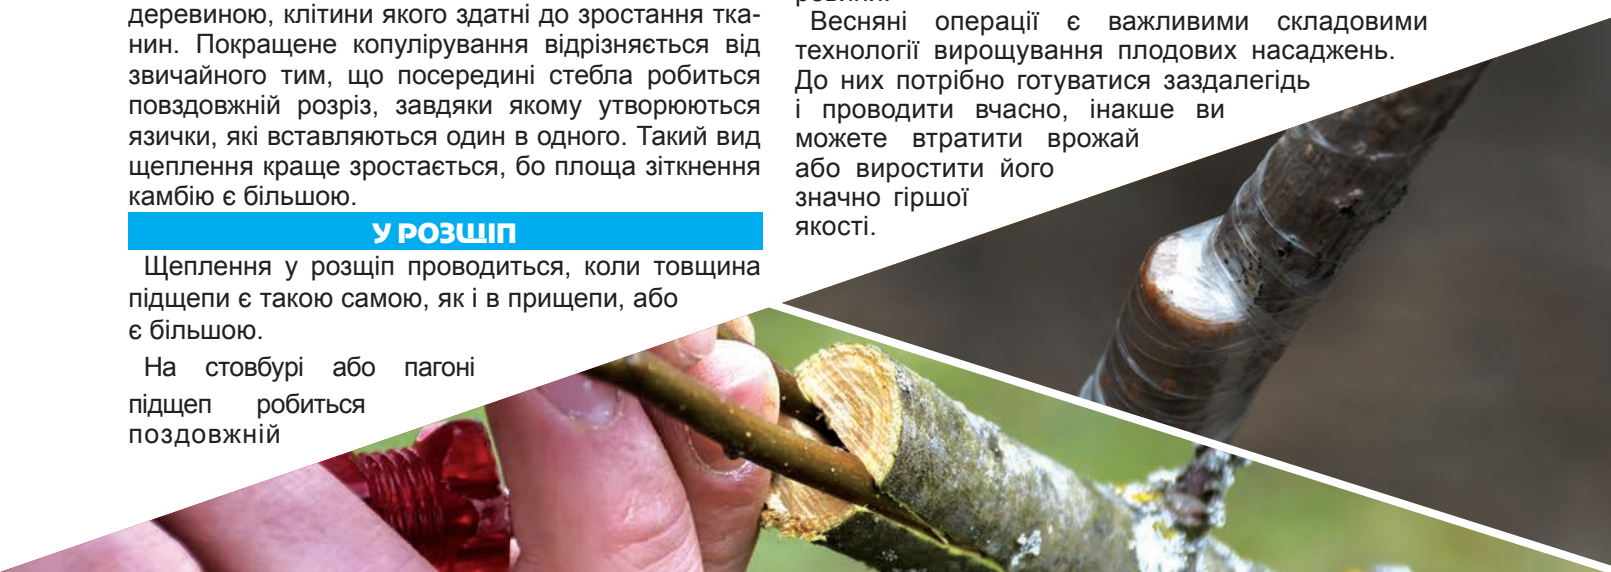 деревиною, клітини якого здатні до зростання тка-
нин. Покращене копулірування відрізняється від
звичайного тим, що посередині стебла робиться
повздовжній розріз, завдяки якому утворюються
язички, які вставляються один в одного. Такий вид
щеплення краще зростається, бо площа зіткнення
камбію є більшою.
У РОЗЩІП
Щеплення у розщіп проводиться, коли товщина
підщепи є такою самою, як і в прищепи, або
є більшою.
На стовбурі або пагоні
підщеп робиться
поздовжній
Весняні операції є важливими складовими
технології вирощування плодових насаджень.
До них потрібно готуватися заздалегідь
і проводити вчасно, інакше ви
можете втратити врожай
або виростити його
значно гіршої
якості.